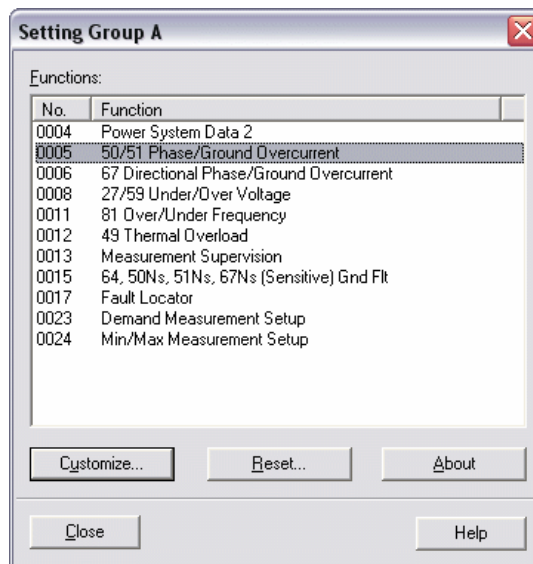 Setting Group A
Functions:
No. Function
0004 Power System Data 2
0005 50/51 Phase/Ground Overcurrent
0006 67 Directional Phase/Ground Overcurrent
0008 27/59 Under/Over Voltage
0011 81 Over/Under Frequency
0012 49 Thermal Overload
0013 Measurement Supervision
0015 64, 50Ns, 51Ns, 67Ns (Sensitive) Gnd Flt
0017 Fault Locator
0023 Demand Measurement Setup
0024 Min/Max Measurement Setup
Customize... Reset... About
Close Help